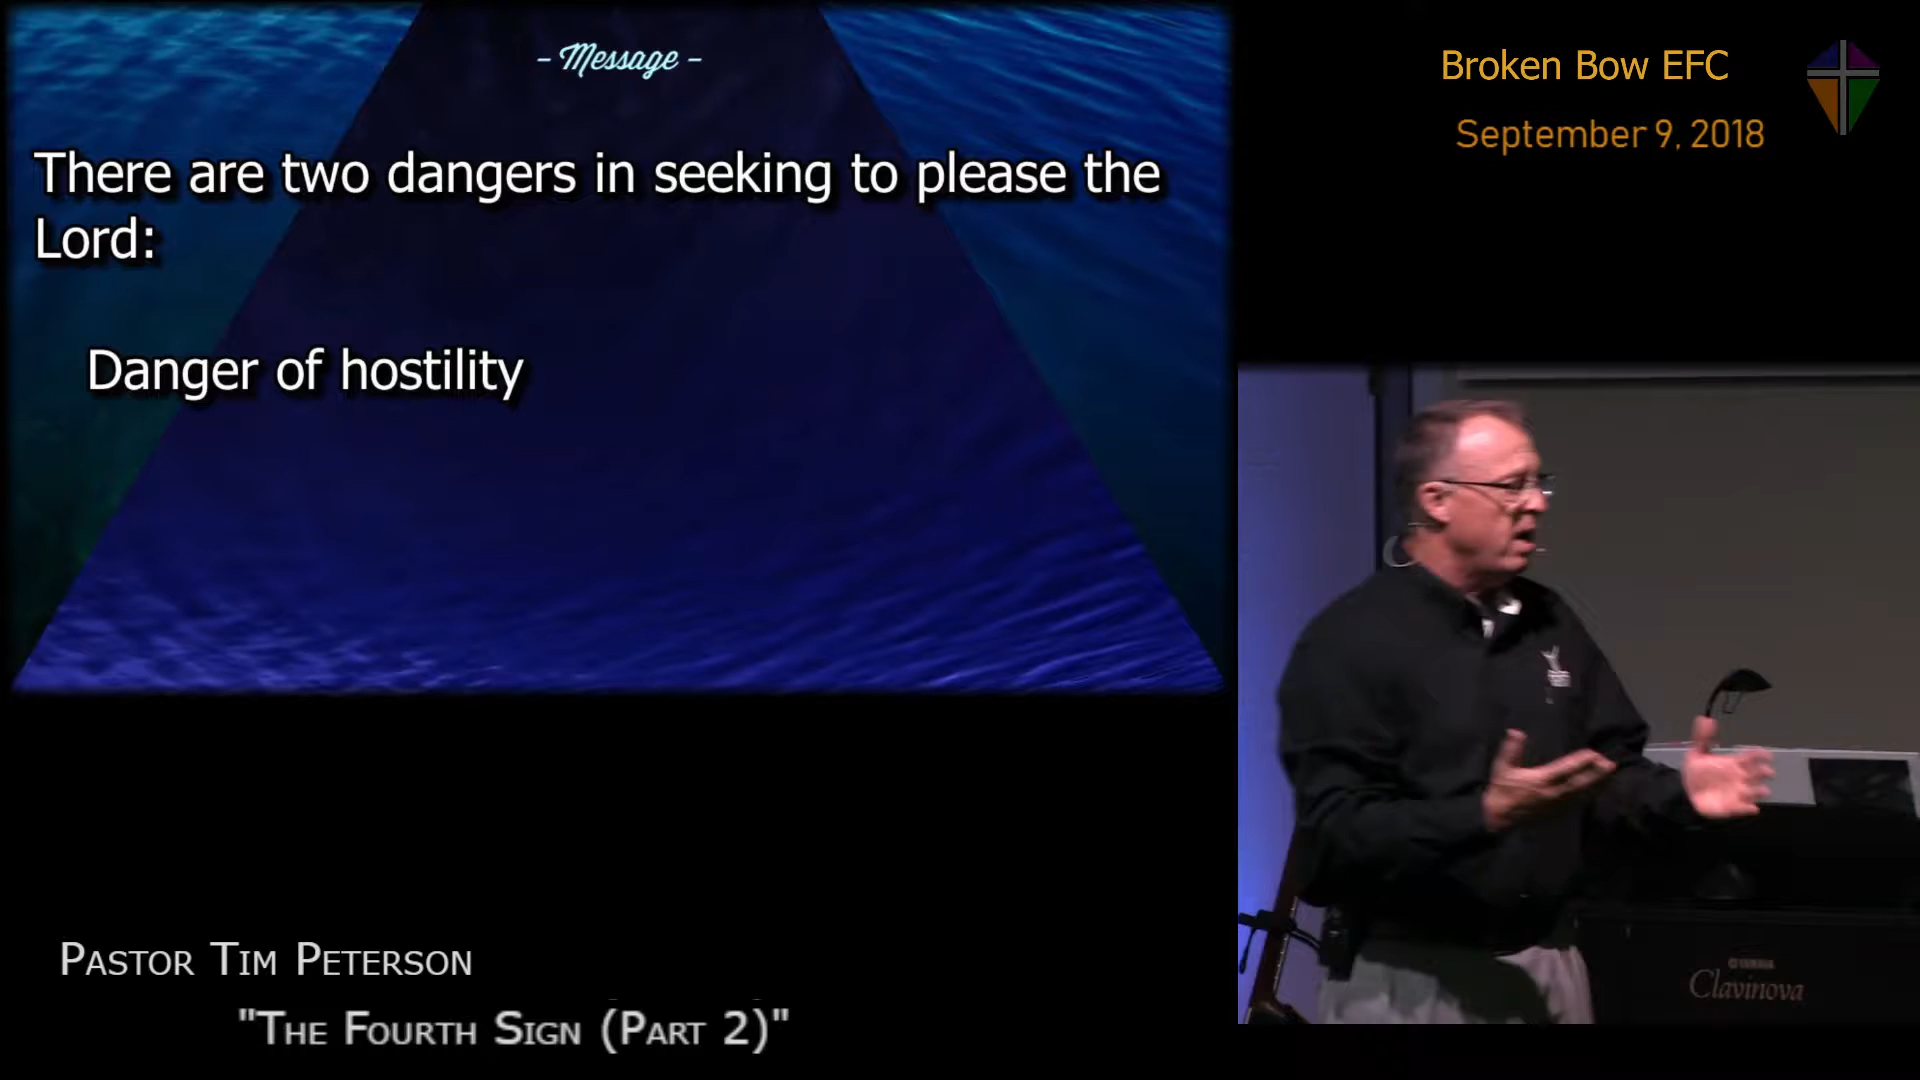 - Message -
There are two dangers in seeking to please the
Lord:
Danger of hostility
Broken Bow EFC
September 9, 2018
PASTOR TIM PETERSON
"THE FOURTH SIGN (PART 2)"
YAMAHA
Clavinova